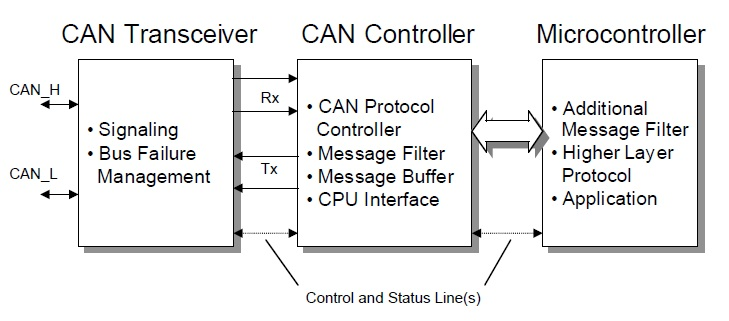 CAN Transceiver
CAN Controller
Microcontroller
CAN_H
CAN_L
• Signaling
• Bus Failure
Management
Rx
Tx
• CAN Protocol
Controller
• Message Filter
• Message Buffer
• CPU Interface
• Additional
Message Filter
• Higher Layer
Protocol
• Application
Control and Status Line(s)